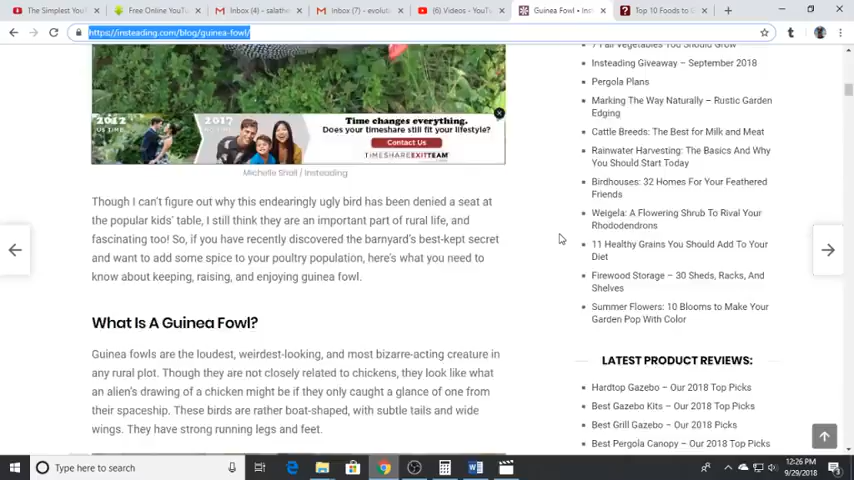 The Simplest You
Free Online YouTu
Inbox (4) - salathe
Inbox (7) - evolut
(6) Videos - YouT
Guinea Fowl • Ins
Top 10 Foods to
https://insteading.com/blog/guinea-fowl/
7 Fall Vegetables You Should Grow
Insteading Giveaway – September 2018
Pergola Plans
Marking The Way Naturally – Rustic Garden
Edging
Cattle Breeds: The Best for Milk and Meat
Rainwater Harvesting: The Basics And Why
You Should Start Today
Birdhouses: 32 Homes For Your Feathered
Friends
Weigela: A Flowering Shrub To Rival Your
Rhododendrons
11 Healthy Grains You Should Add To Your
Diet
Firewood Storage – 30 Sheds, Racks, And
Shelves
Summer Flowers: 10 Blooms to Make Your
Garden Pop With Color
LATEST PRODUCT REVIEWS:
Hardtop Gazebo – Our 2018 Top Picks
Best Gazebo Kits – Our 2018 Top Picks
Best Grill Gazebo – Our 2018 Picks
Best Pergola Canopy – Our 2018 Top Picks
2012
US TWO
2017
Time changes everything.
Does your timeshare still fit your lifestyle?
Contact Us
TIMESHARE EXIT TEAM
Michelle Shall / Insteading
Though I can't figure out why this endearingly ugly bird has been denied a seat at
the popular kids' table, I still think they are an important part of rural life, and
fascinating too! So, if you have recently discovered the barnyard's best-kept secret
and want to add some spice to your poultry population, here's what you need to
know about keeping, raising, and enjoying guinea fowl.
What Is A Guinea Fowl?
Guinea fowls are the loudest, weirdest-looking, and most bizarre-acting creature in
any rural plot. Though they are not closely related to chickens, they look like what
an alien's drawing of a chicken might be if they only caught a glance of one from
their spaceship. These birds are rather boat-shaped, with subtle tails and wide
wings. They have strong running legs and feet.
Type here to search
12:26 PM
9/29/2018